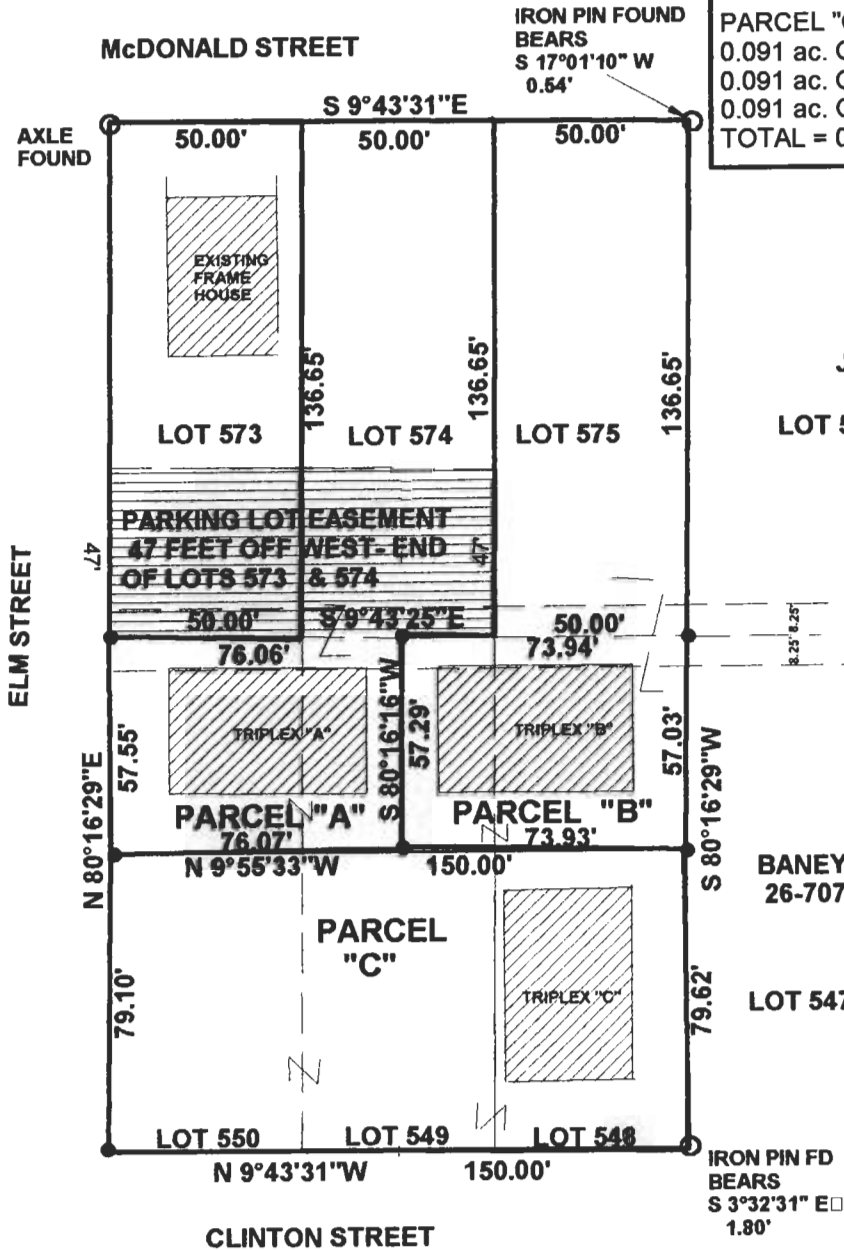 McDONALD STREET
IRON PIN FOUND
BEARS
S 17°01'10" W
0.54'
PARCEL "
0.091 ac.
0.091 ac.
0.091 ac.
TOTAL = 0
AXLE
FOUND
S 9°43'31"E
50.00'
50.00'
50.00'
EXISTING
FRAME
HOUSE
136.65'
136.65'
136.65'
LOT 573
LOT 574
LOT 575
LOT 5
PARKING LOT EASEMENT
47 FEET OFF WEST-END
OF LOTS 573 & 574
47'
47'
ELM STREET
50.00'
S 9°43'25"E
50.00'
76.06'
73.94'
8.25' 8.25'
TRIPLEX "A"
TRIPLEX "B"
57.55'
S 80°16'16"W
57.29'
57.03'
N 80°16'29"E
S 80°16'29"W
PARCEL "A"
PARCEL "B"
76.07'
73.93'
N 9°55'33"W
150.00'
BANEY
26-707
PARCEL
"C"
TRIPLEX "C"
79.10'
79.62'
LOT 547
LOT 550
LOT 549
LOT 548
N 9°43'31"W
150.00'
IRON PIN FD
BEARS
S 3°32'31" E
1.80'
CLINTON STREET